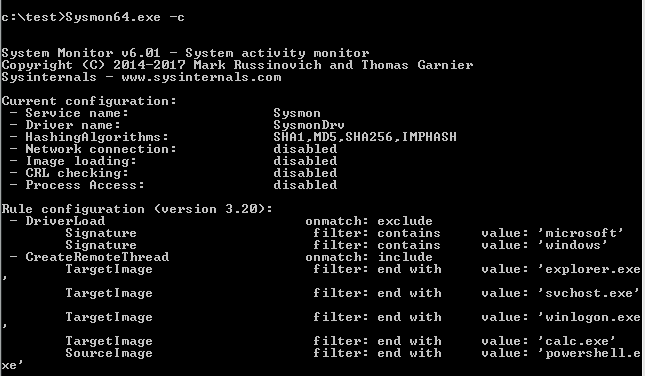 c:\test>Sysmon64.exe -c
System Monitor v6.01 - System activity monitor
Copyright (C) 2014-2017 Mark Russinovich and Thomas Garnier
Sysinternals - www.sysinternals.com
Current configuration:
 - Service name:                  Sysmon
 - Driver name:                   SysmonDrv
 - HashingAlgorithms:             SHA1,MD5,SHA256,IMPHASH
 - Network connection:            disabled
 - Image loading:                 disabled
 - CRL checking:                  disabled
 - Process Access:                disabled
Rule configuration (version 3.20):
 - DriverLoad                         onmatch: exclude
        Signature                      filter: contains     value: 'microsoft'
        Signature                      filter: contains     value: 'windows'
 - CreateRemoteThread                 onmatch: include
        TargetImage                    filter: end with     value: 'explorer.exe
'
        TargetImage                    filter: end with     value: 'svchost.exe'
        TargetImage                    filter: end with     value: 'winlogon.exe
'
        TargetImage                    filter: end with     value: 'calc.exe'
        SourceImage                    filter: end with     value: 'powershell.e
xe'